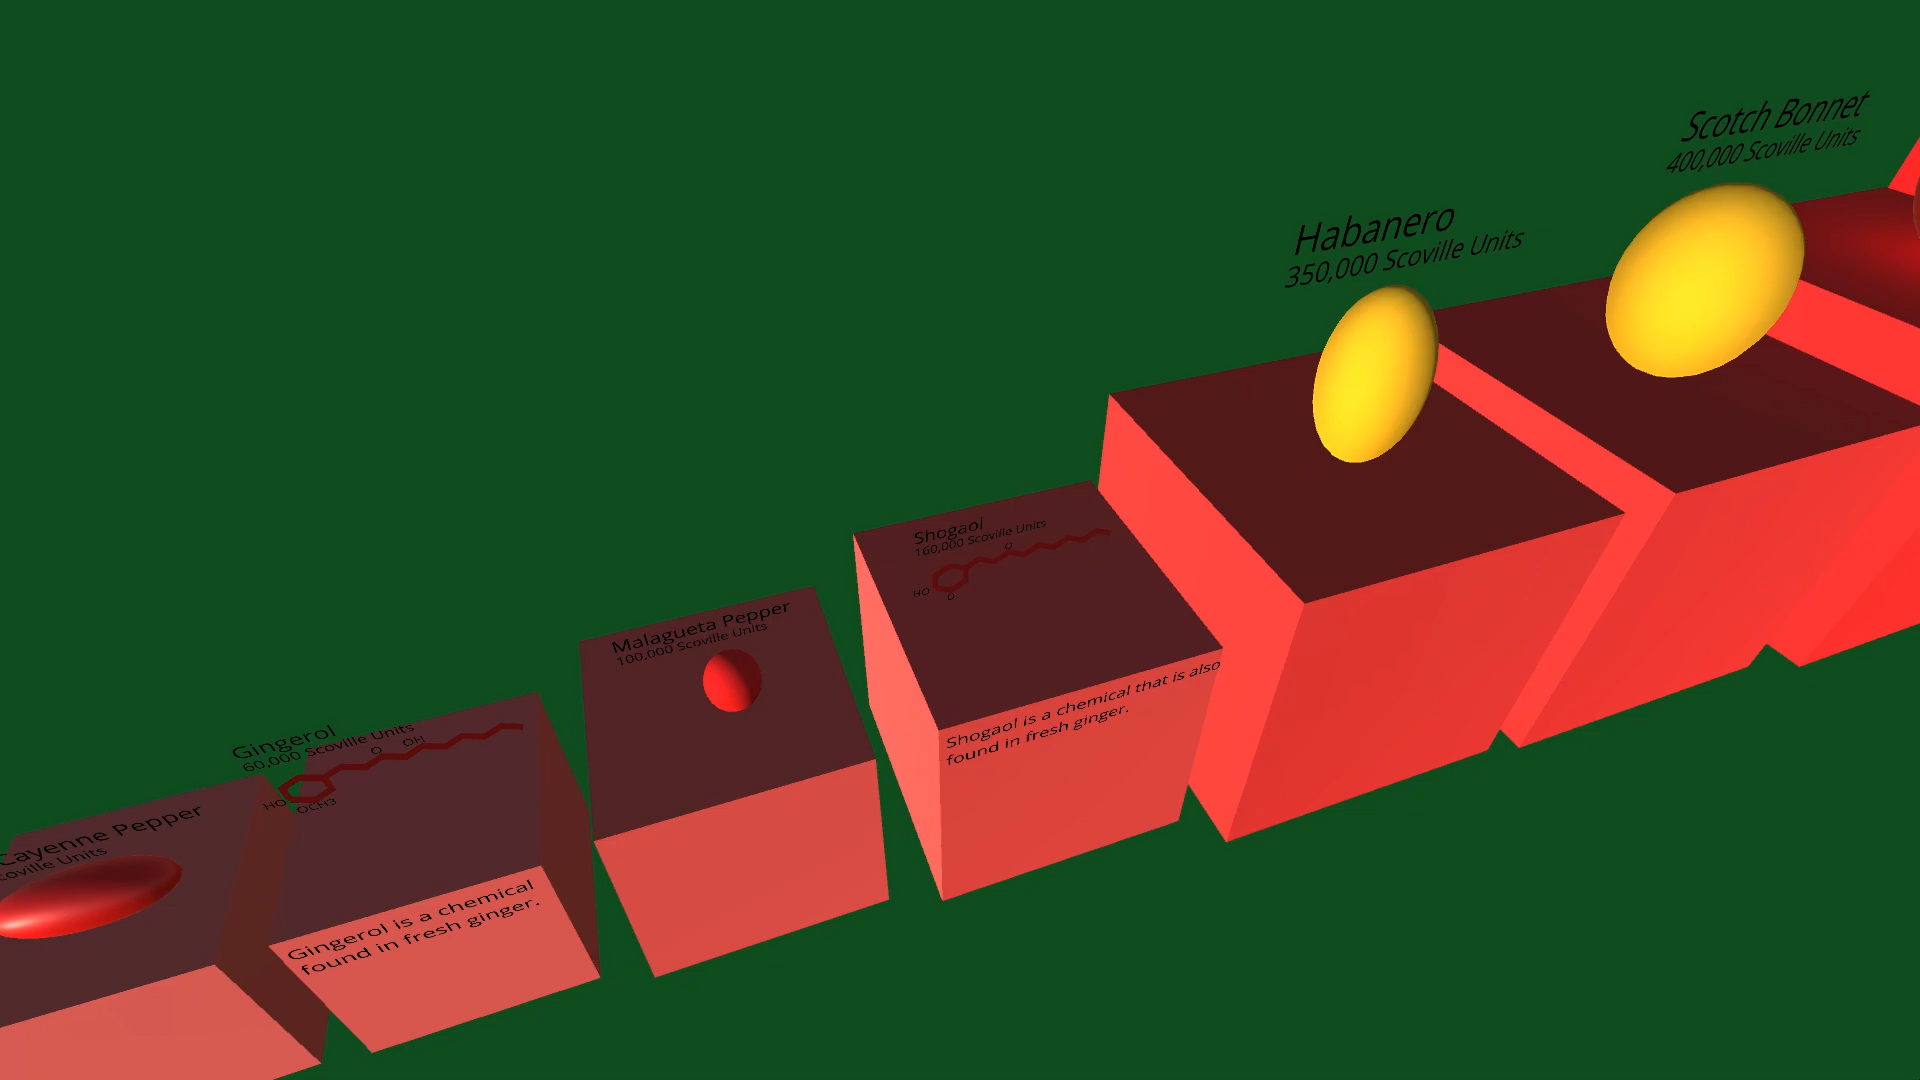 Cayenne Pepper
Units
Gingerol
60,000 Scoville Units
O OH
HO
OCH3
Gingerol is a chemical
found in fresh ginger.
Malagueta Pepper
100,000 Scoville Units
Shogaol
160,000 Scoville Units
O
HO
O
Shogaol is a chemical that is also
found in fresh ginger.
Habanero
350,000 Scoville Units
Scotch Bonnet
400,000 Scoville Units